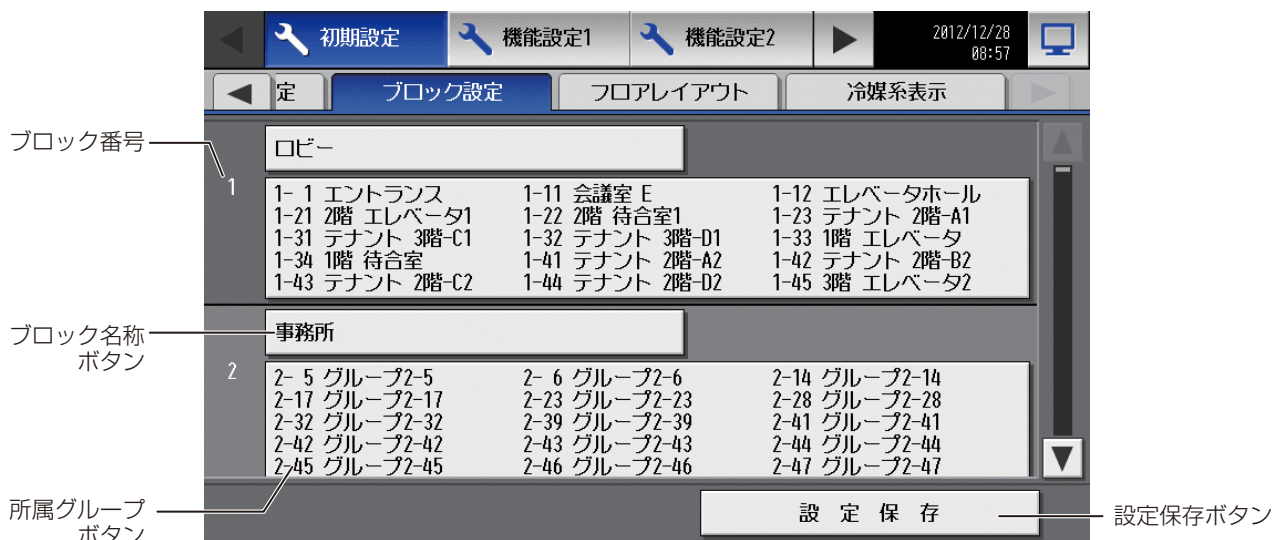 初期設定 機能設定1 機能設定2 2012/12/28
08:57
定 ブロック設定 フロアレイアウト 冷媒系表示
ブロック番号
ロビー
1
1- 1 エントランス 1-11 会議室 E 1-12 エレベータホール
1-21 2階 エレベータ1 1-22 2階 待合室1 1-23 テナント 2階-A1
1-31 テナント 3階-C1 1-32 テナント 3階-D1 1-33 1階 エレベータ
1-34 1階 待合室 1-41 テナント 2階-A2 1-42 テナント 2階-B2
1-43 テナント 2階-C2 1-44 テナント 2階-D2 1-45 3階 エレベータ2
ブロック名称
ボタン
事務所
2
2- 5 グループ2-5 2- 6 グループ2-6 2-14 グループ2-14
2-17 グループ2-17 2-23 グループ2-23 2-28 グループ2-28
2-32 グループ2-32 2-39 グループ2-39 2-41 グループ2-41
2-42 グループ2-42 2-43 グループ2-43 2-44 グループ2-44
2-45 グループ2-45 2-46 グループ2-46 2-47 グループ2-47
所属グループ
ボタン
設 定 保 存
設定保存ボタン